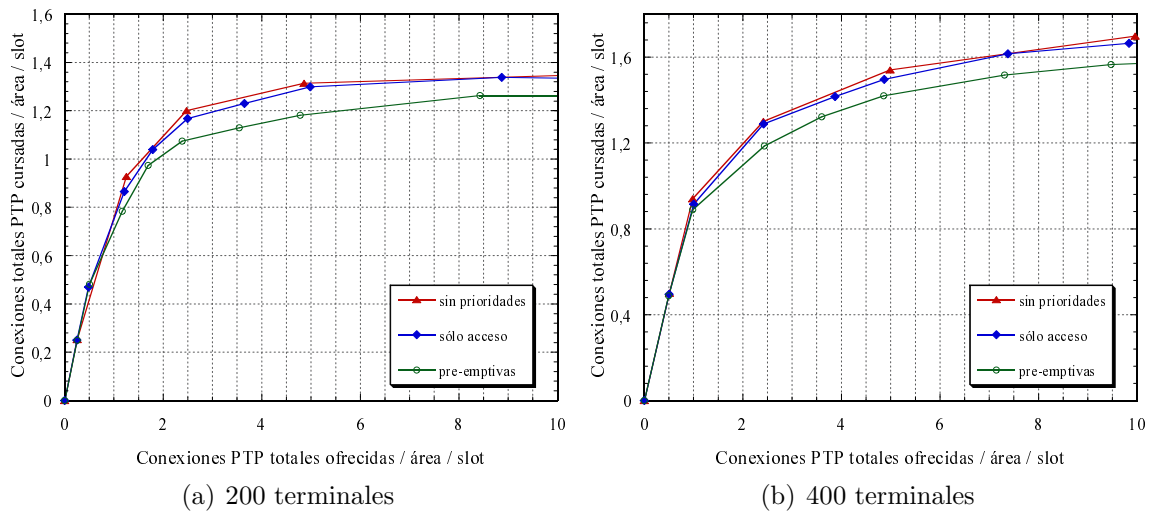 Conexiones totales PTP cursadas / área / slot
1,6
1,4
1,2
1
0,8
0,6
0,4
0,2
0
0 2 4 6 8 10
sin prioridades
sólo acceso
pre-emptivas
Conexiones PTP totales ofrecidas / área / slot
(a) 200 terminales
Conexiones totales PTP cursadas / área / slot
1.6
1,2
0,8
0.4
0
0 2 4 6 8 10
sin prioridades
sólo acceso
pre-emptivas
Conexiones PTP totales ofrecidas / área / slot
(b) 400 terminales